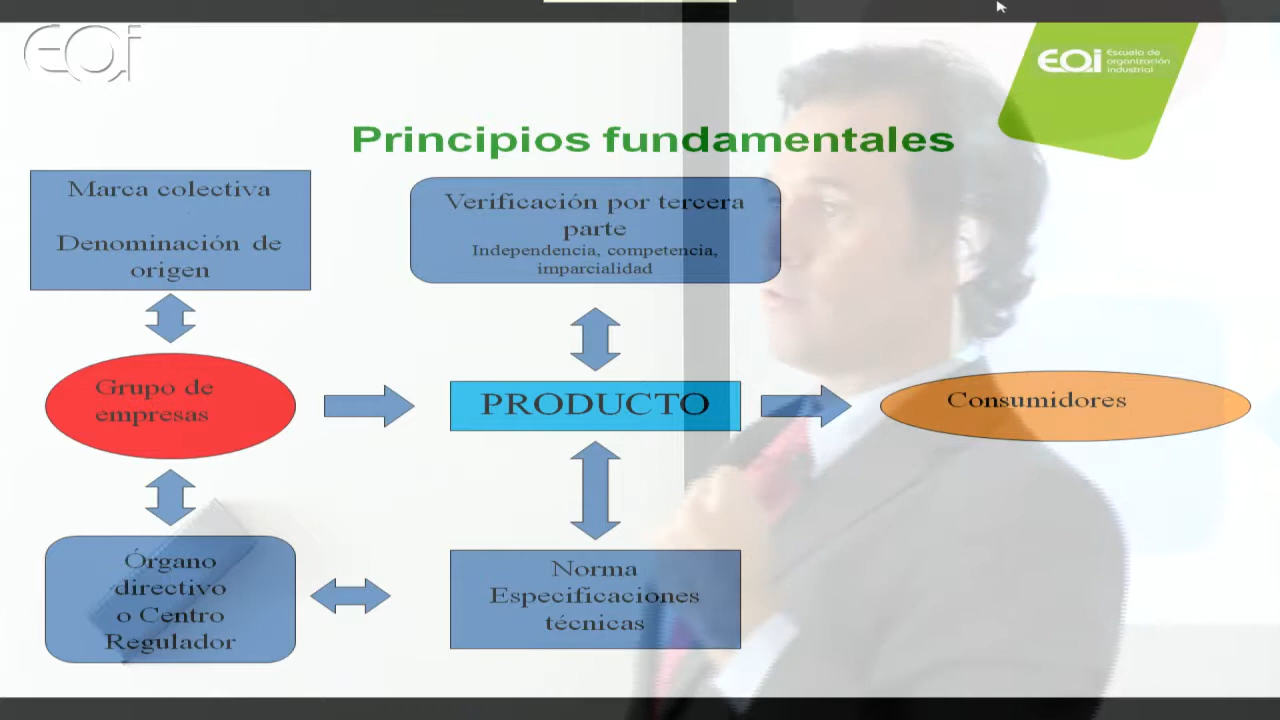 EOi
EOi Escuela de
organización
industrial
Principios fundamentales
Marca colectiva
Denominación de
origen
Verificación por tercera
parte
Independencia, competencia,
imparcialidad
Grupo de
empresas
PRODUCTO
Consumidores
Órgano
directivo
o Centro
Regulador
Norma
Especificaciones
técnicas